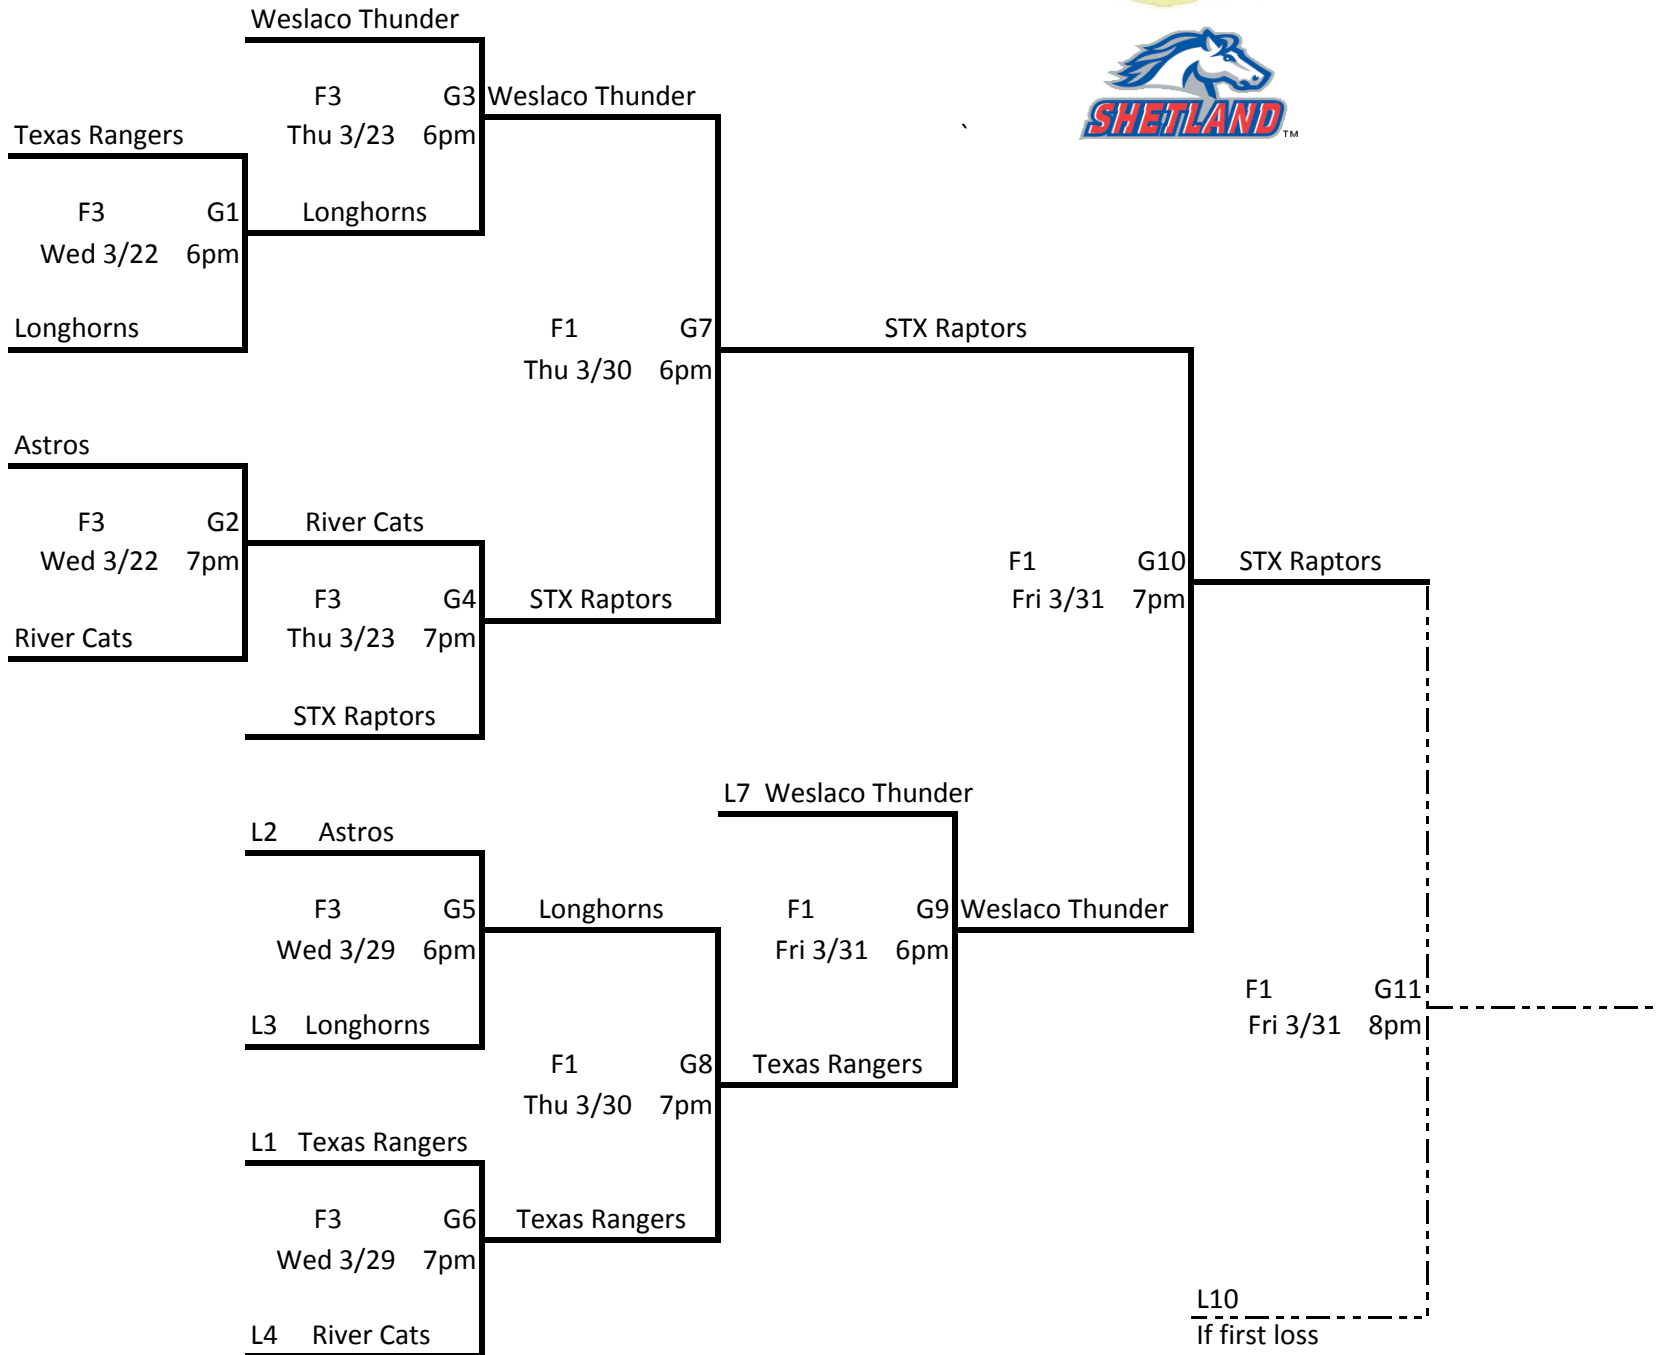 Weslaco Thunder
F3 G3 Weslaco Thunder
Thu 3/23 6pm
`
SHETLAND TM
Texas Rangers
F3 G1 Longhorns
Wed 3/22 6pm
Longhorns
F1 G7 STX Raptors
Thu 3/30 6pm
Astros
F3 G2 River Cats
Wed 3/22 7pm
F1 G10 STX Raptors
Fri 3/31 7pm
F3 G4 STX Raptors
Thu 3/23 7pm
River Cats
STX Raptors
L7 Weslaco Thunder
L2 Astros
F3 G5 Longhorns
Wed 3/29 6pm
F1 G9 Weslaco Thunder
Fri 3/31 6pm
L3 Longhorns
F1 G11
Fri 3/31 8pm
F1 G8 Texas Rangers
Thu 3/30 7pm
L1 Texas Rangers
F3 G6 Texas Rangers
Wed 3/29 7pm
L4 River Cats
L10
If first loss